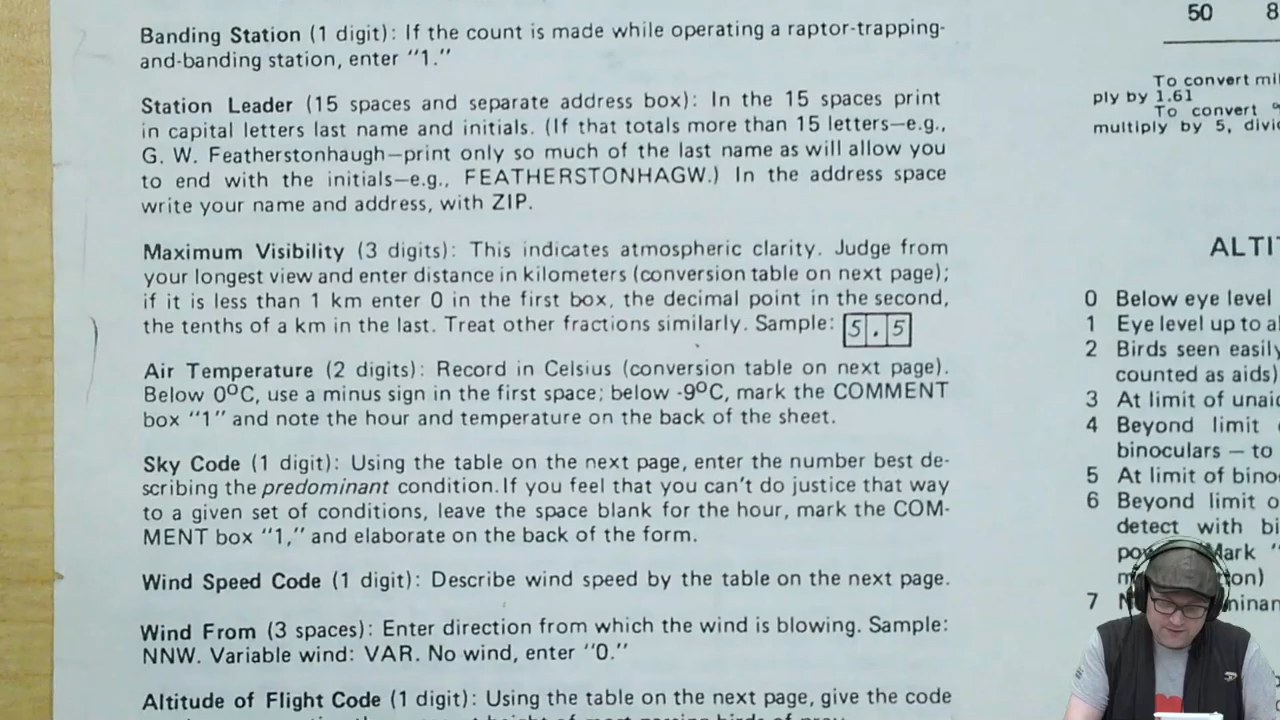 Banding Station (1 digit): If the count is made while operating a raptor-trapping-
and-banding station, enter "1."
Station Leader (15 spaces and separate address box): In the 15 spaces print
in capital letters last name and initials. (If that totals more than 15 letters—e.g.,
G. W. Featherstonhaugh—print only so much of the last name as will allow you
to end with the initials—e.g., FEATHERSTONHAGW.) In the address space
write your name and address, with ZIP.
Maximum Visibility (3 digits): This indicates atmospheric clarity. Judge from
your longest view and enter distance in kilometers (conversion table on next page);
if it is less than 1 km enter 0 in the first box, the decimal point in the second,
the tenths of a km in the last. Treat other fractions similarly. Sample: 5 . 5
Air Temperature (2 digits): Record in Celsius (conversion table on next page).
Below 0°C, use a minus sign in the first space; below -9°C, mark the COMMENT
box "1" and note the hour and temperature on the back of the sheet.
Sky Code (1 digit): Using the table on the next page, enter the number best de-
scribing the predominant condition. If you feel that you can't do justice that way
to a given set of conditions, leave the space blank for the hour, mark the COM-
MENT box "1," and elaborate on the back of the form.
Wind Speed Code (1 digit): Describe wind speed by the table on the next page.
Wind From (3 spaces): Enter direction from which the wind is blowing. Sample:
NNW. Variable wind: VAR. No wind, enter "0."
Altitude of Flight Code (1 digit): Using the table on the next page, give the code
50 8
To convert mil
ply by 1.61
To convert °
multiply by 5, divi
ALTI
0 Below eye level
1 Eye level up to a
2 Birds seen easily
counted as aids)
3 At limit of unai
4 Beyond limit
binoculars — to
5 At limit of bino
6 Beyond limit o
detect with bi
7